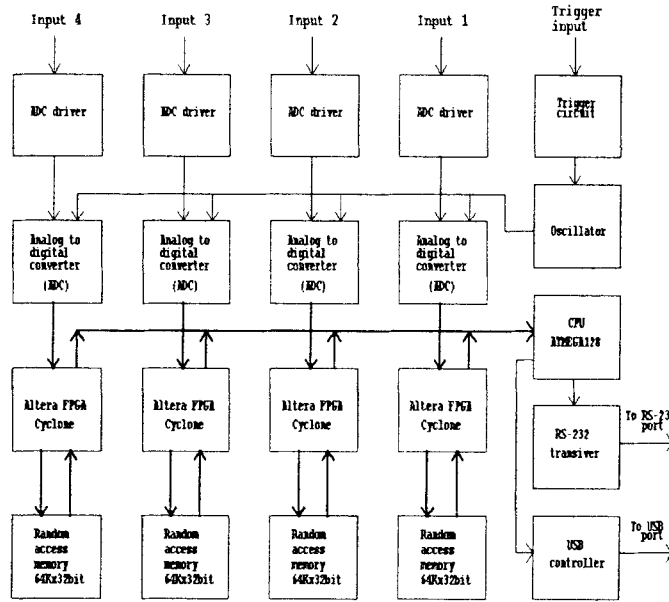 Input 4 Input 3 Input 2 Input 1 Trigger
input
ADC driver ADC driver ADC driver ADC driver Trigger
circuit
Analog to
digital
converter
(ADC)
Analog to
digital
converter
(ADC)
Analog to
digital
converter
(ADC)
Analog to
digital
converter
(ADC)
Oscillator
CPU
ATMEGA128
Altera FPGA
Cyclone
Altera FPGA
Cyclone
Altera FPGA
Cyclone
Altera FPGA
Cyclone
RS-232
transiver
To RS-23
port
Random
access
memory
64Kx32bit
Random
access
memory
64Kx32bit
Random
access
memory
64Kx32bit
Random
access
memory
64Kx32bit
USB
controller
To USB
port